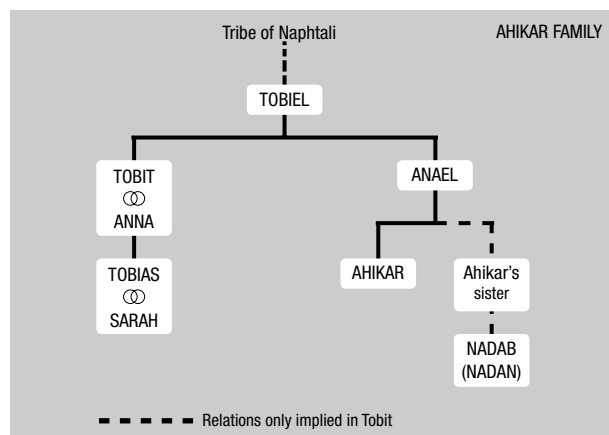 Tribe of Naphtali
AHIKAR FAMILY
TOBIEL
TOBIT
ANNA
ANAEL
TOBIAS
SARAH
AHIKAR
Ahikar's
sister
NADAB
(NADAN)
Relations only implied in Tobit